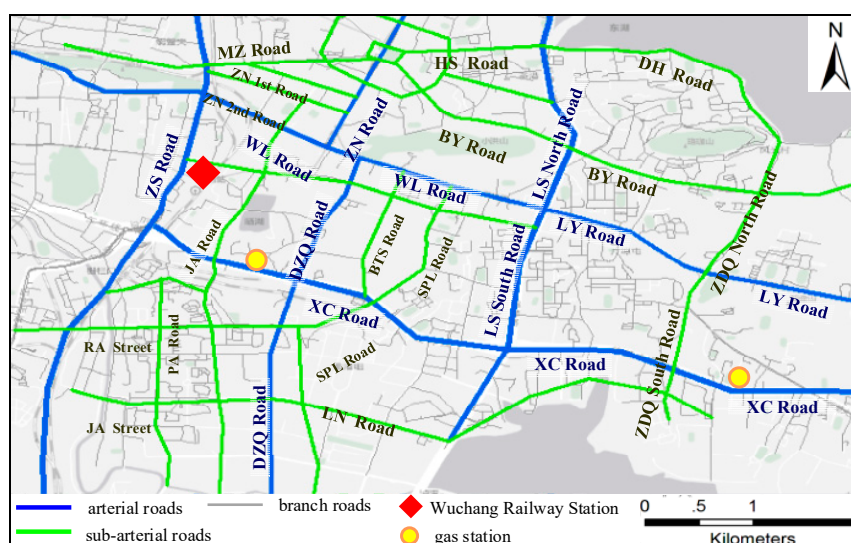 MZ Road
HS Road
DH Road
N
ZN 1st Road
ZN 2nd Road
ZN Road
LS North Road
BY Road
BY Road
ZS Road
WL Road
WL Road
LY Road
ZDQ North Road
LY Road
JA Road
DZQ Road
BTS Road
SPL Road
LS South Road
XC Road
RA Street
PA Road
SPL Road
XC Road
ZDQ South Road
XC Road
JA Street
DZQ Road
LN Road
arterial roads
branch roads
Wuchang Railway Station
sub-arterial roads
gas station
0 .5 1
Kilometers